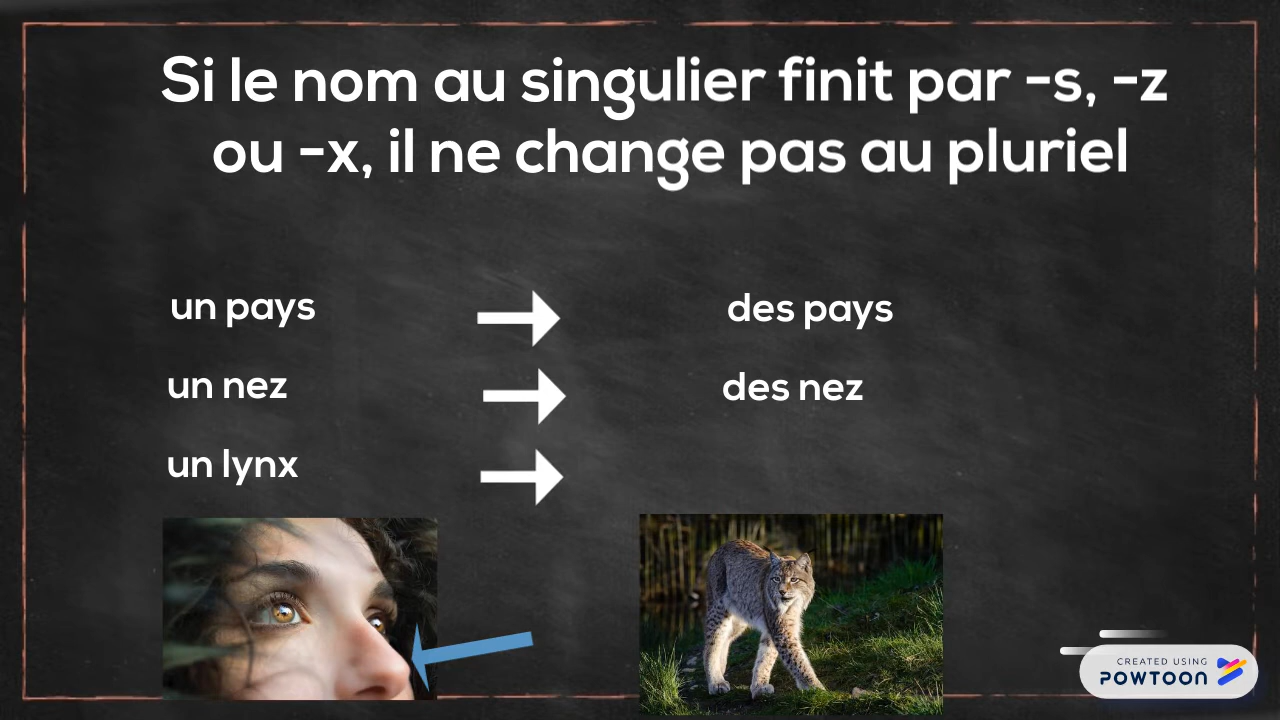 Si le nom au singulier finit par -s, -z
ou -x, il ne change pas au pluriel
un pays
des pays
un nez
des nez
un lynx
CREATED USING
POWTOON